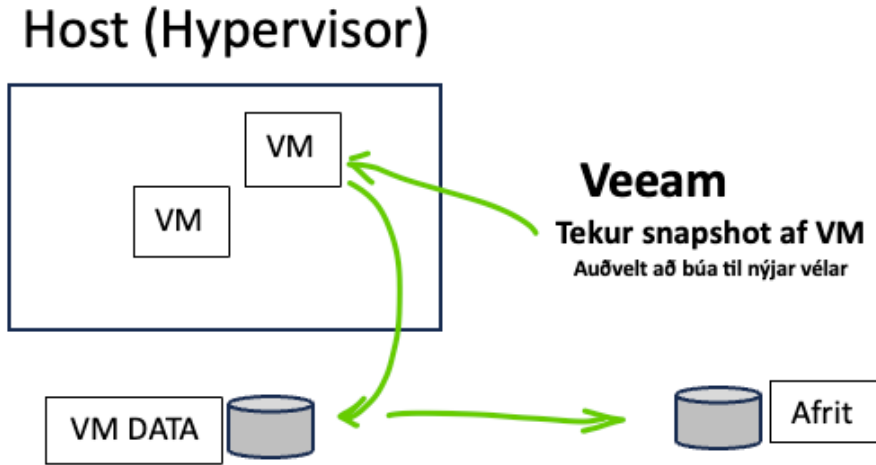 Host (Hypervisor)
VM
VM
Veeam
Tekur snapshot af VM
Auðvelt að búa til nýjar vélar
VM DATA
Afrit